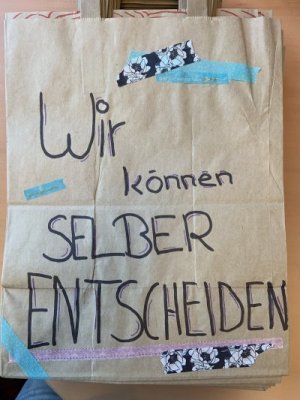 Wir
können
SELBER
ENTSCHEIDEN